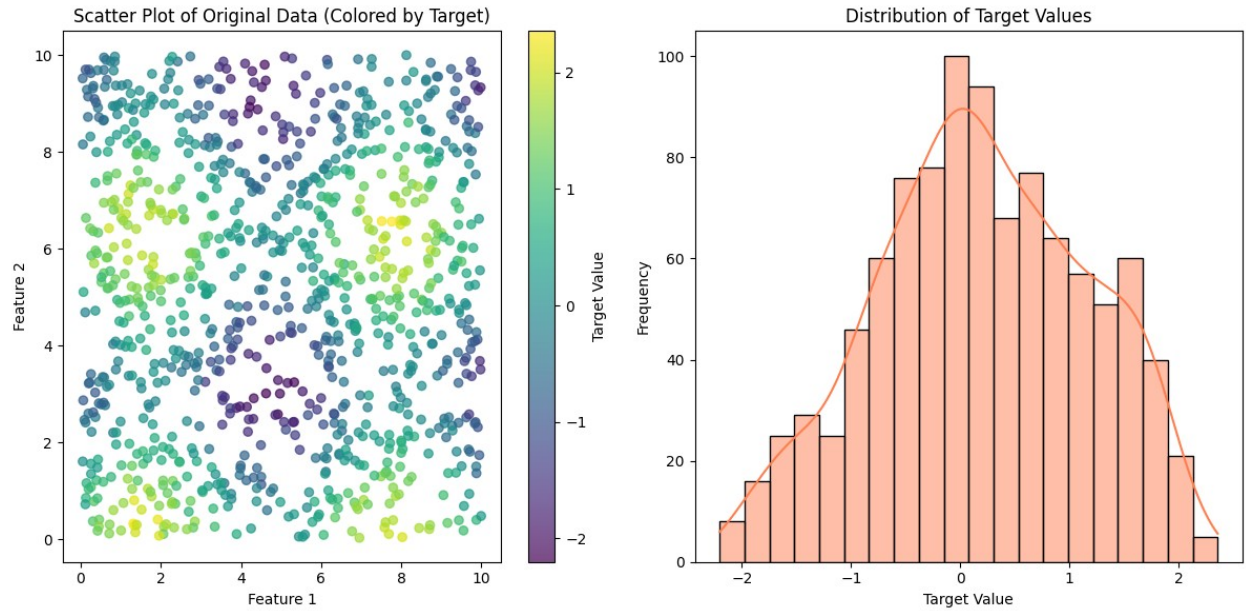 Scatter Plot of Original Data (Colored by Target)
10
8
6
4
2
0
Feature 2
0 2 4 6 8 10
Feature 1
2
1
0
−1
−2
Target Value
Distribution of Target Values
100
80
60
40
20
0
Frequency
−2 −1 0 1 2
Target Value